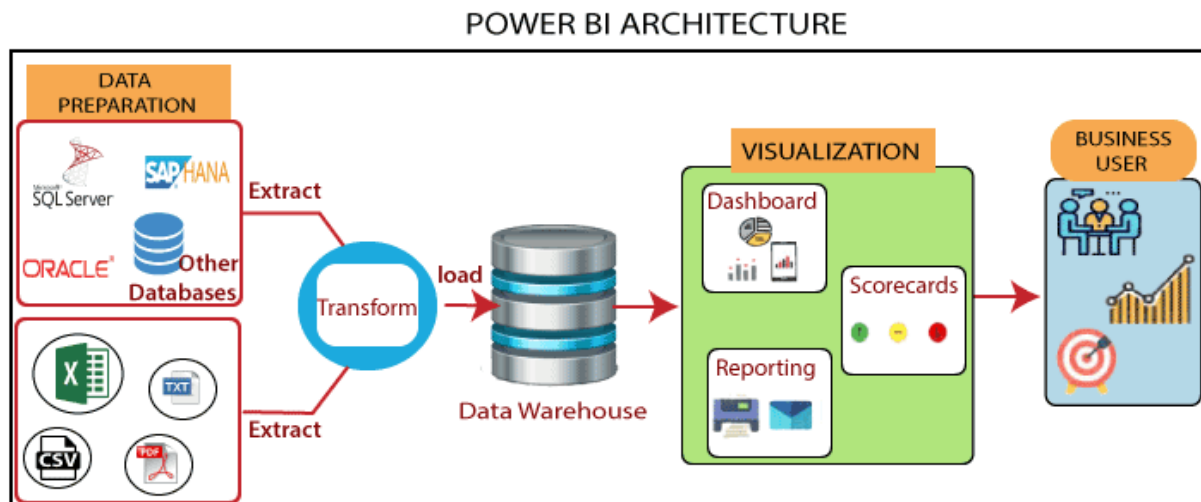 POWER BI ARCHITECTURE
DATA
PREPARATION
Microsoft
SQL Server
SAP HANA
ORACLE
Other
Databases
Extract
X
TXT
CSV
PDF
Extract
Transform
load
Data Warehouse
VISUALIZATION
Dashboard
Scorecards
Reporting
BUSINESS
USER